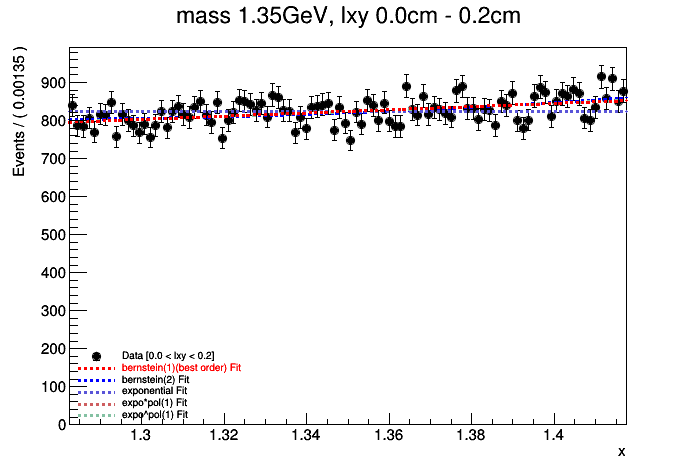 mass 1.35GeV, lxy 0.0cm - 0.2cm
Events / ( 0.00135 )
900
800
700
600
500
400
300
200
100
0
Data [0.0 < lxy < 0.2]
bernstein(1)(best order) Fit
bernstein(2) Fit
exponential Fit
expo*pol(1) Fit
expo^pol(1) Fit
1.3 1.32 1.34 1.36 1.38 1.4
x